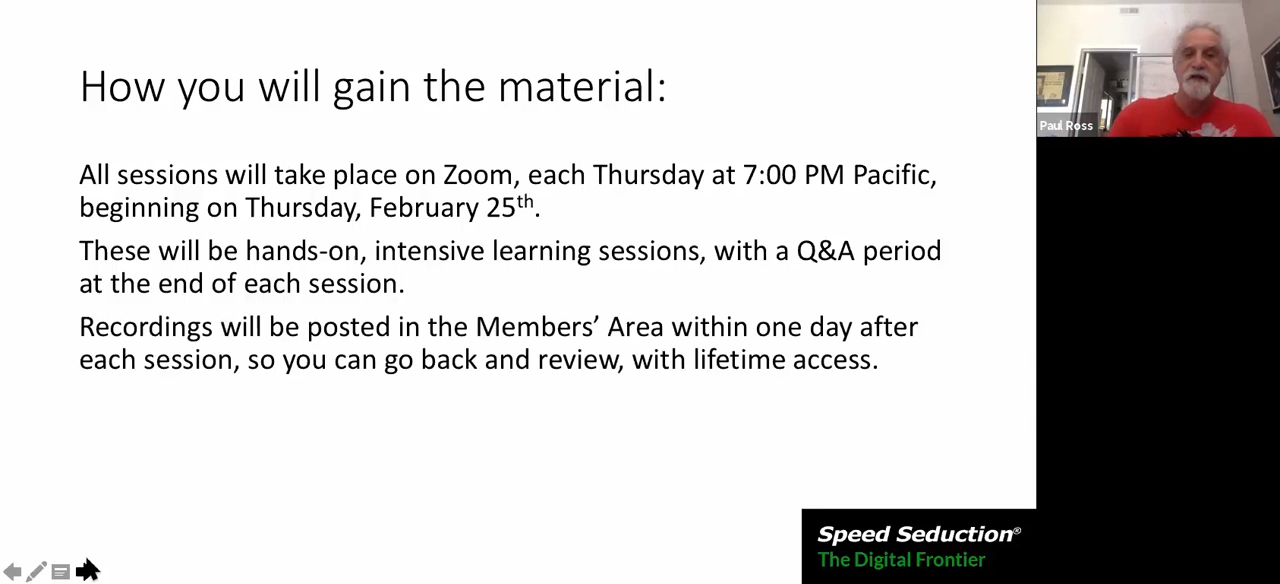 How you will gain the material:
All sessions will take place on Zoom, each Thursday at 7:00 PM Pacific,
beginning on Thursday, February 25th.
These will be hands-on, intensive learning sessions, with a Q&A period
at the end of each session.
Recordings will be posted in the Members’ Area within one day after
each session, so you can go back and review, with lifetime access.
Paul Ross
Speed Seduction®
The Digital Frontier